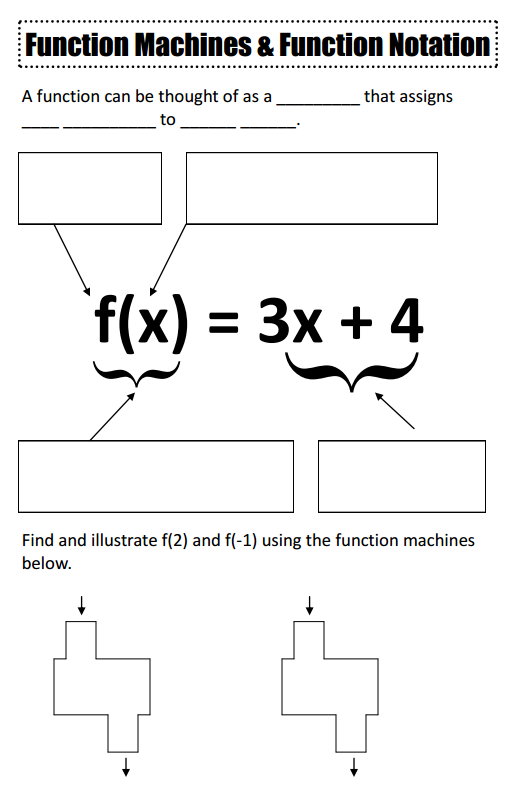 Function Machines & Function Notation
A function can be thought of as a _________ that assigns
____ __________ to ______ ______.
f(x) = 3x + 4
Find and illustrate f(2) and f(-1) using the function machines
below.